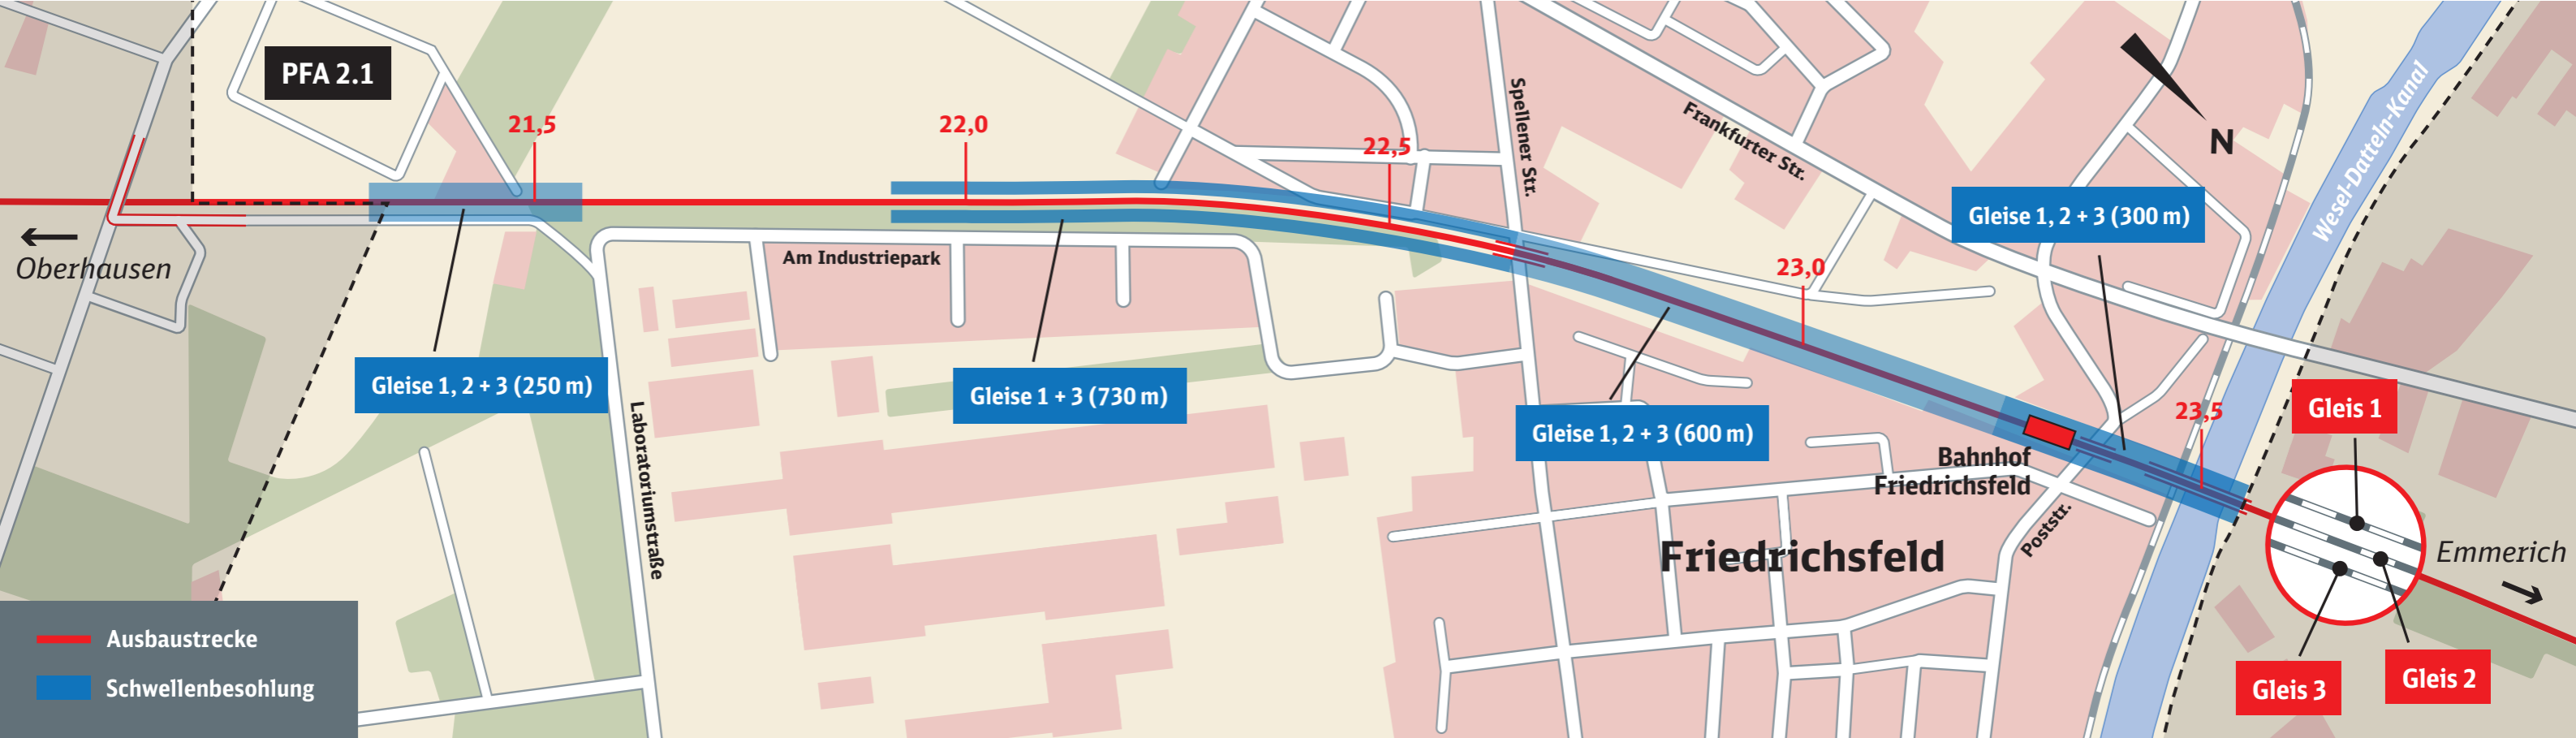 PFA 2.1
21,5
22,0
22,5
Spellener Str.
Frankfurter Str.
N
Wesel-Datteln-Kanal
Gleise 1, 2 + 3 (300 m)
Oberhausen
Am Industriepark
23,0
Gleise 1, 2 + 3 (250 m)
Gleise 1 + 3 (730 m)
Gleise 1, 2 + 3 (600 m)
23,5
Gleis 1
Laboratoriumstraße
Bahnhof
Friedrichsfeld
Poststr.
Friedrichsfeld
Emmerich
Ausbaustrecke
Schwellenbesohlung
Gleis 3
Gleis 2